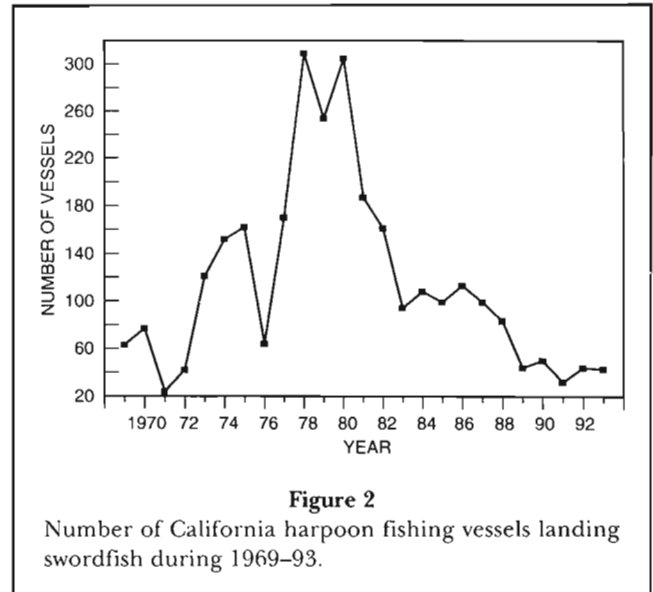 NUMBER OF VESSELS
300
260
220
180
140
100
60
20
1970 72 74 76 78 80 82 84 86 88 90 92
YEAR
Figure 2
Number of California harpoon fishing vessels landing
swordfish during 1969–93.